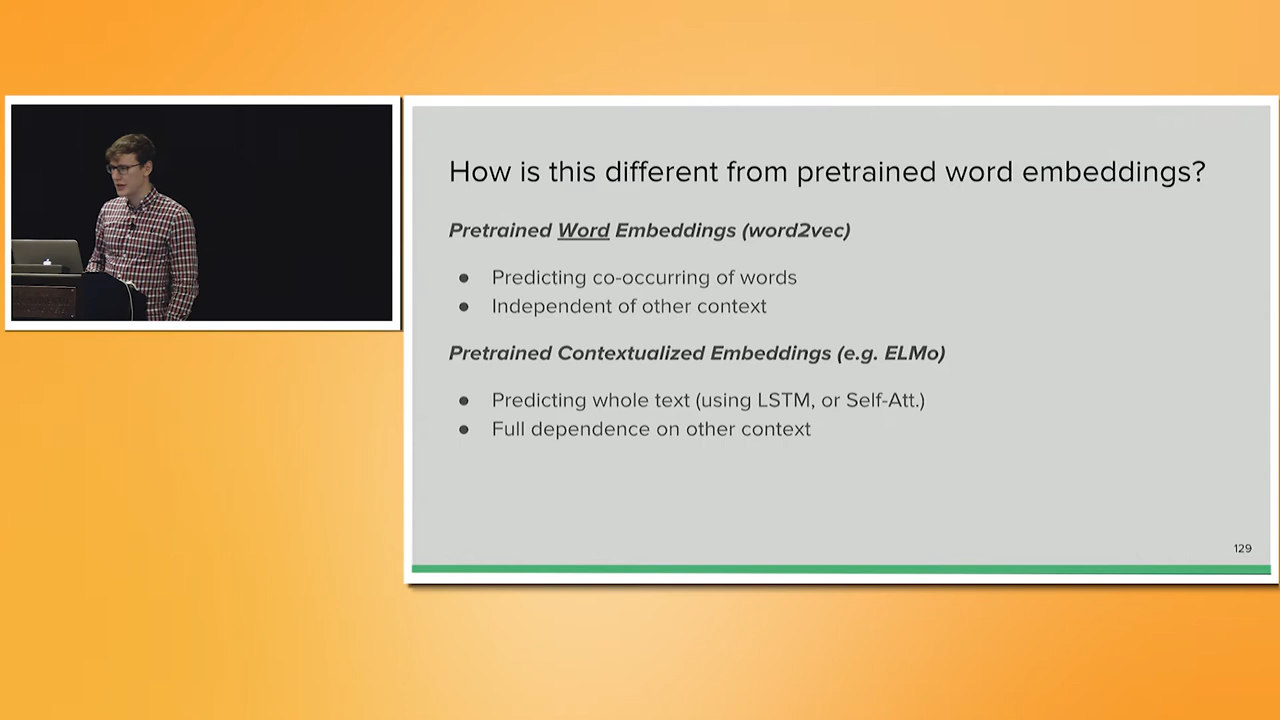 How is this different from pretrained word embeddings?
Pretrained Word Embeddings (word2vec)
● Predicting co-occurring of words
● Independent of other context
Pretrained Contextualized Embeddings (e.g. ELMo)
● Predicting whole text (using LSTM, or Self-Att.)
● Full dependence on other context
129